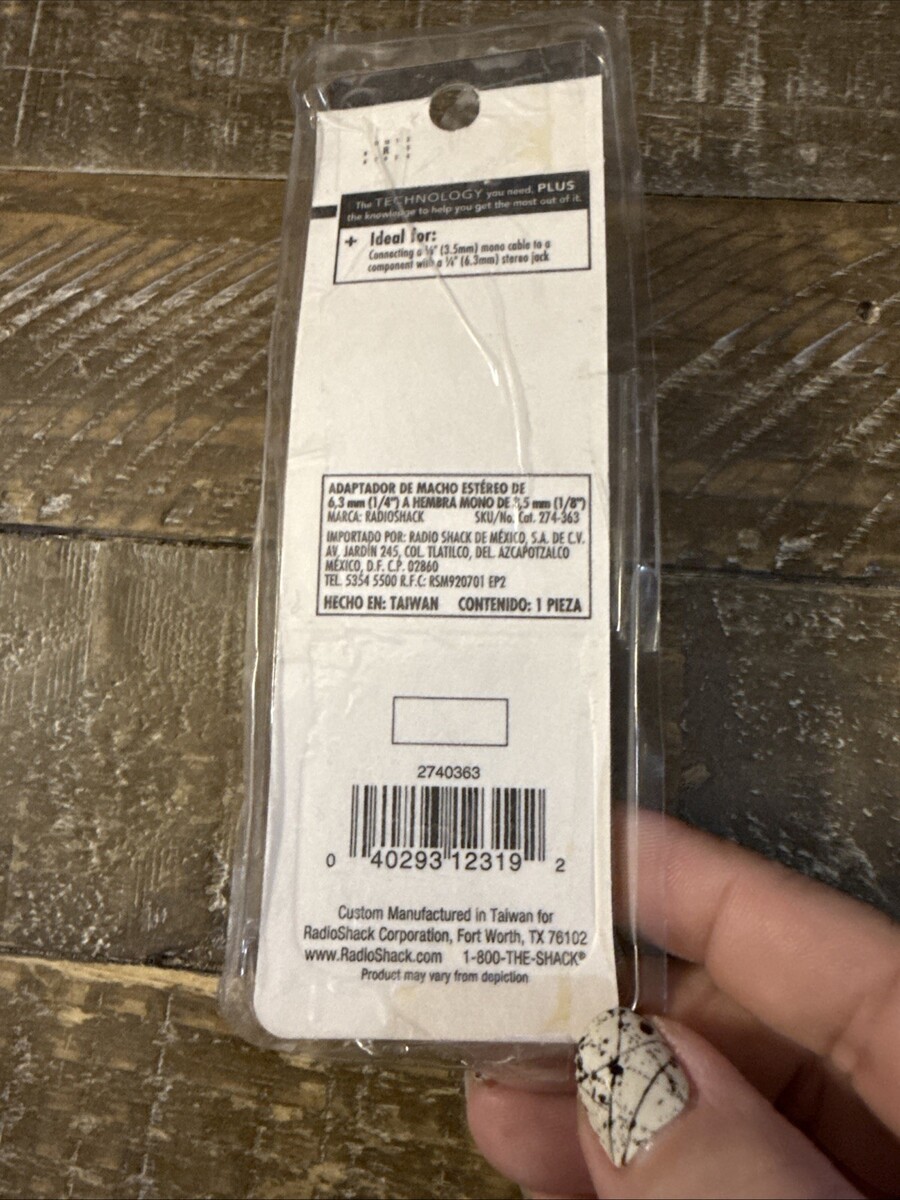 The TECHNOLOGY you need, PLUS
the knowledge to help you get the most out of it.
+ Ideal for:
Connecting a ⅛" (3.5mm) mono cable to a
component with a ¼" (6.3mm) stereo jack
ADAPTADOR DE MACHO ESTÉREO DE
6,3 mm (1/4") A HEMBRA MONO DE 3,5 mm (1/8")
MARCA: RADIOSHACK SKU/No. Cat. 274-363
IMPORTADO POR: RADIO SHACK DE MÉXICO, S.A. DE C.V.
AV, JARDÍN 245, COL. TLATILCO, DEL. AZCAPOTZALCO
MÉXICO, D.F. C.P. 02860
TEL. 5354 5500 R.F.C: RSM920701 EP2
HECHO EN: TAIWAN CONTENIDO: 1 PIEZA
2740363
0 40293 12319 2
Custom Manufactured in Taiwan for
RadioShack Corporation, Fort Worth, TX 76102
www.RadioShack.com 1-800-THE-SHACK®
Product may vary from depiction